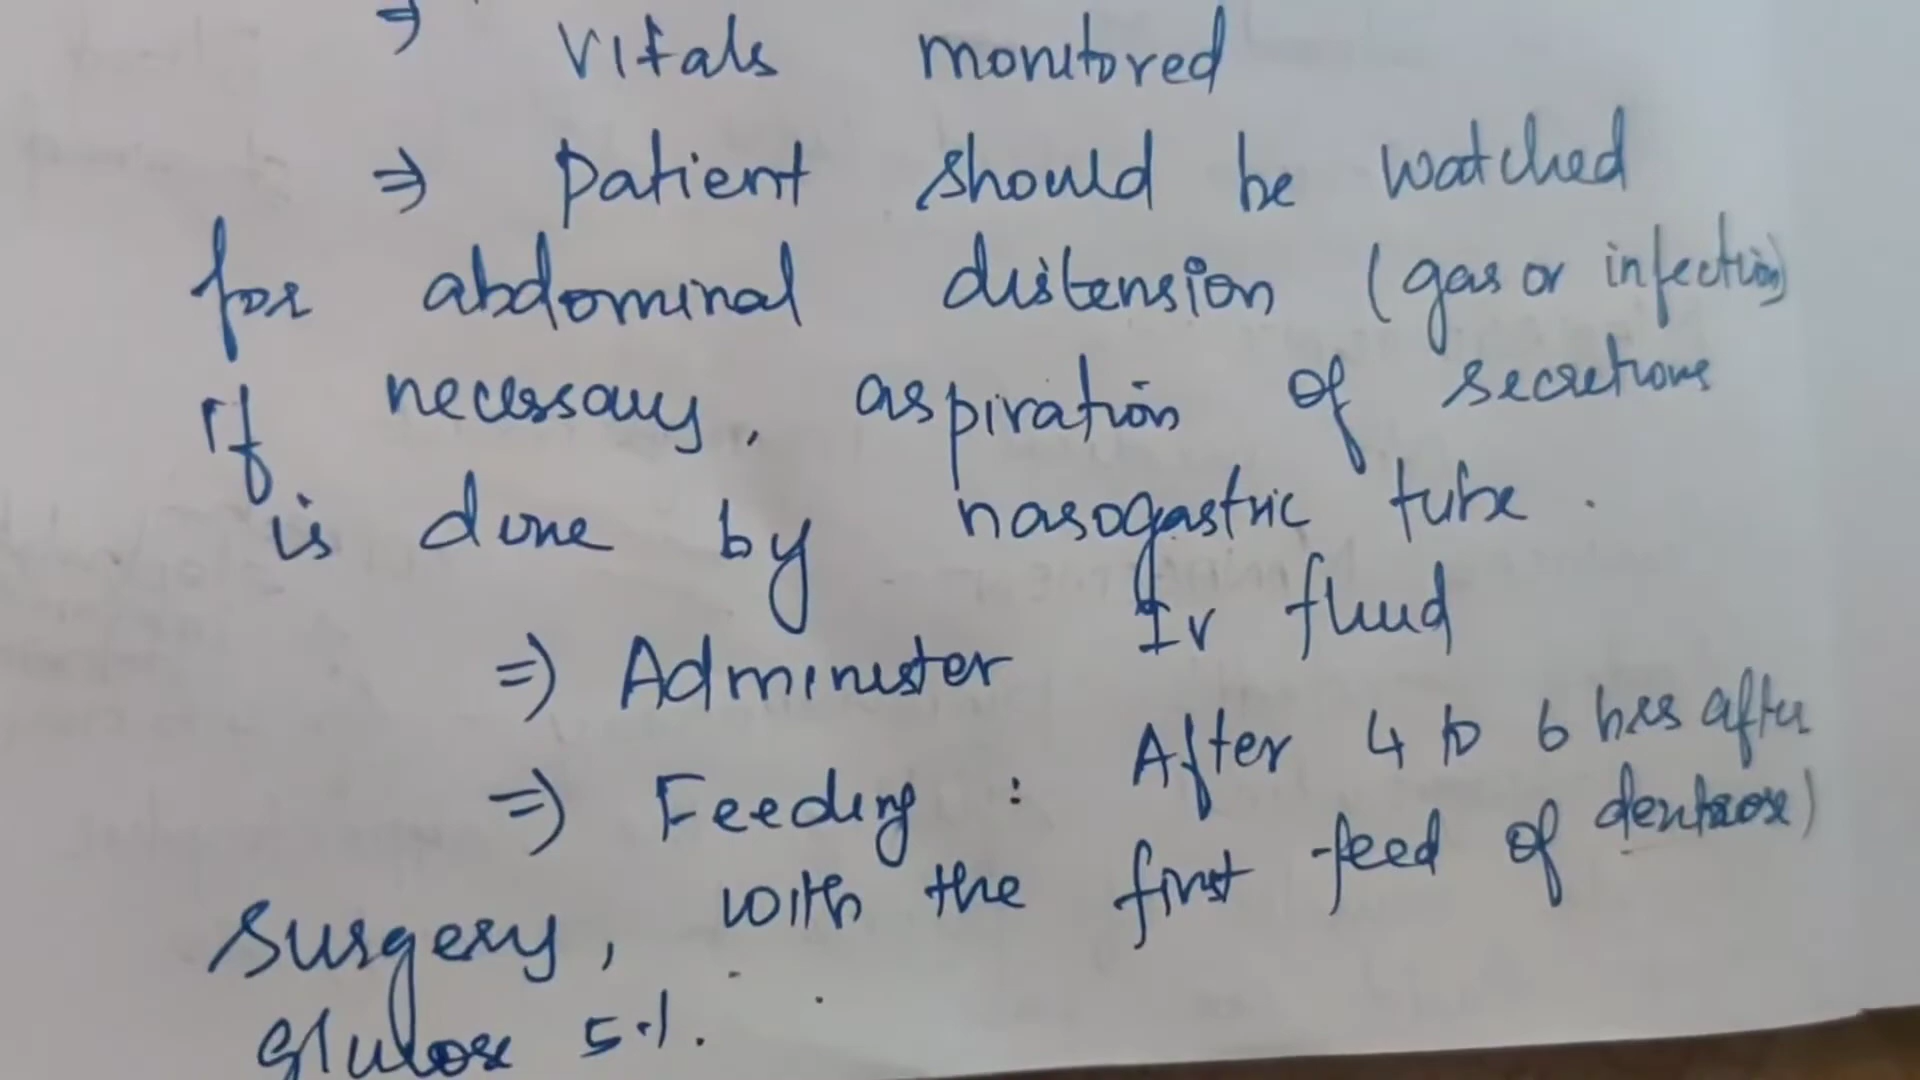 ⇒ Vitals monitored
⇒ Patient should be watched
for abdominal distension (gas or infection)
If necessary, aspiration of secretions
is done by nasogastric tube.
⇒ Administer IV fluid
⇒ Feeding : After 4 to 6 hrs after
surgery, with the first feed of dextrose)
glucose 5%.